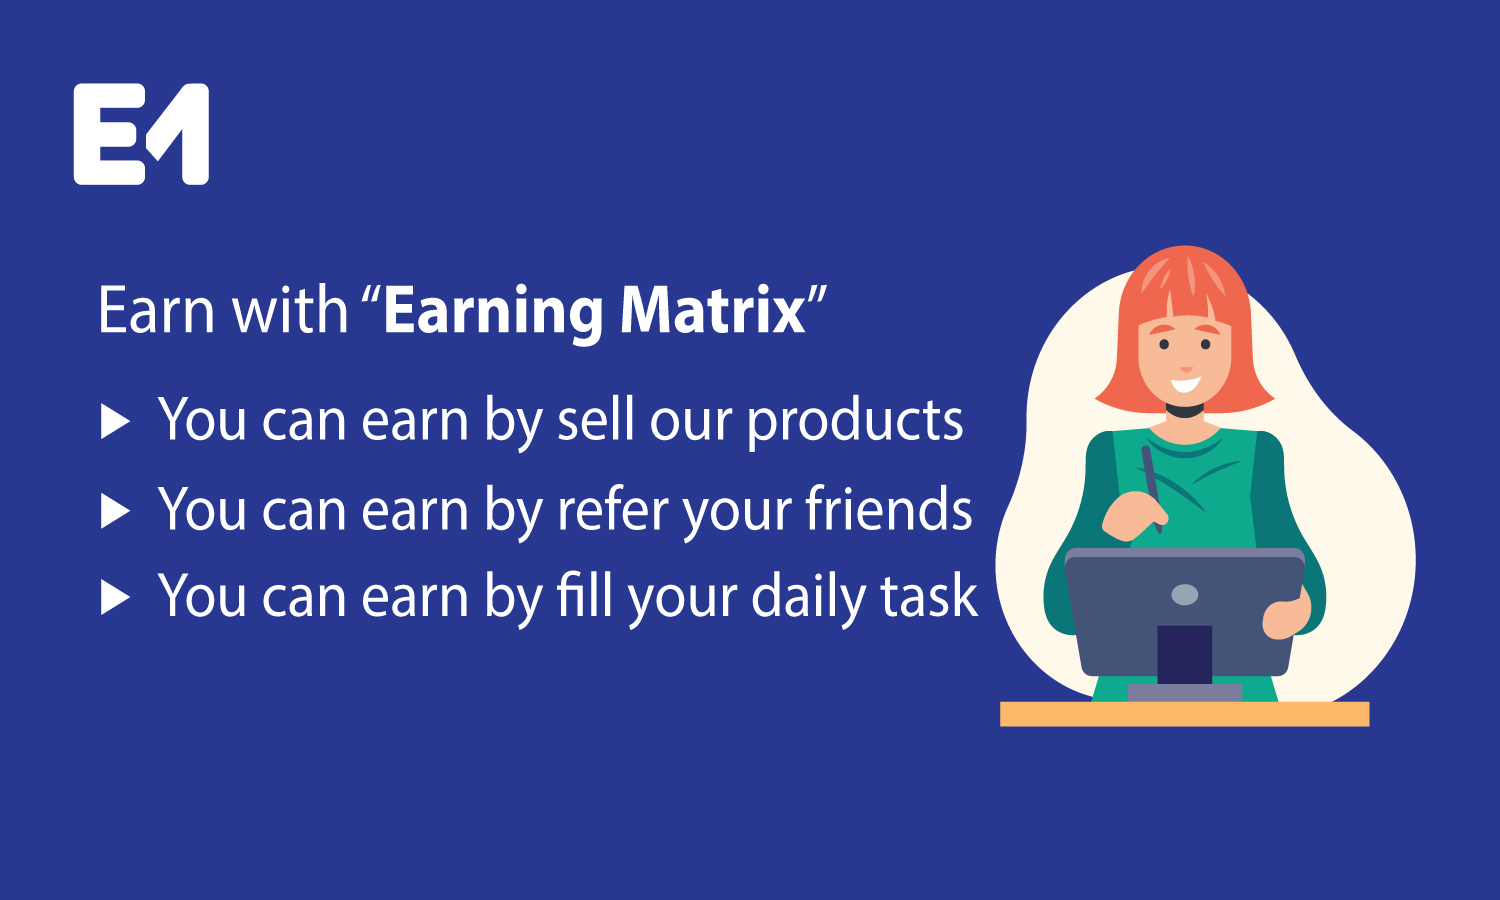 EM
Earn with “Earning Matrix”
You can earn by sell our products
You can earn by refer your friends
You can earn by fill your daily task